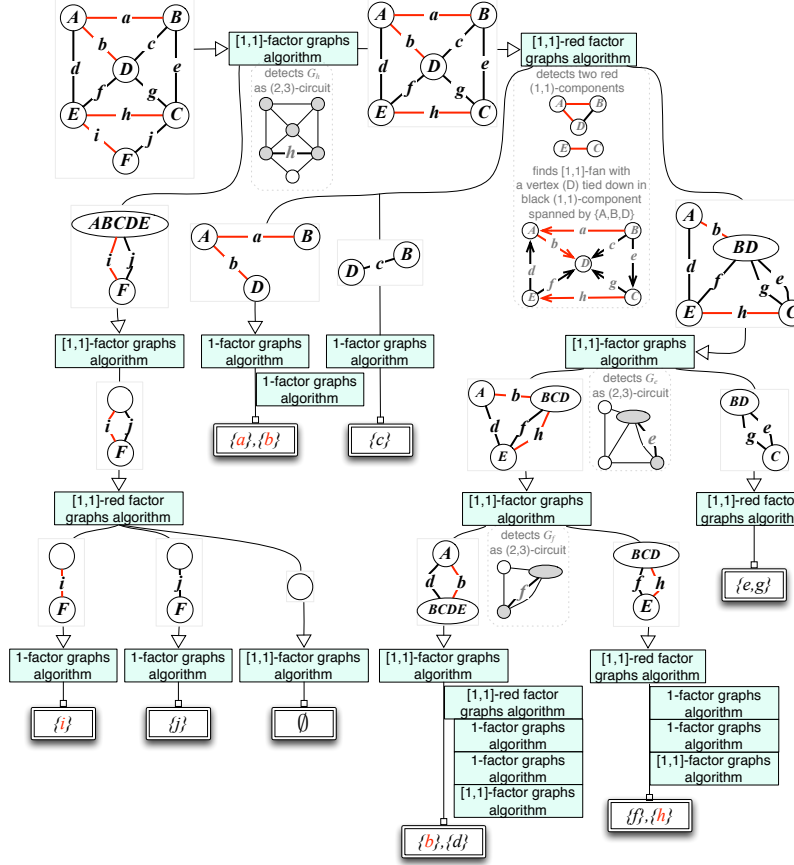 A a B
b c
d D e
f g
E h C
i j
F
[1,1]-factor graphs
algorithm
detects G_h
as (2,3)-circuit
h
A a B
b c
d D e
f g
E h C
[1,1]-red factor
graphs algorithm
detects two red
(1,1)-components
A B
D
E C
finds [1,1]-fan with
a vertex (D) tied down in
black (1,1)-component
spanned by {A,B,D}
A a B
b c
d D e
f g
E h C
ABCDE
i j
F
A a B
b
D
D c B
A b
BD
d f g e
E h C
[1,1]-factor graphs
algorithm
1-factor graphs
algorithm
1-factor graphs
algorithm
1-factor graphs
algorithm
[1,1]-factor graphs
algorithm
i j
F
{a},{b}
{c}
A b BCD
d f h
E
detects G_e
as (2,3)-circuit
e
BD
g e
C
[1,1]-red factor
graphs algorithm
[1,1]-factor graphs
algorithm
[1,1]-red factor
graphs algorithm
i
F
j
F
A
d b
BCDE
detects G_f
as (2,3)-circuit
f
BCD
f h
E
{e,g}
1-factor graphs
algorithm
1-factor graphs
algorithm
[1,1]-factor graphs
algorithm
[1,1]-factor graphs
algorithm
[1,1]-red factor
graphs algorithm
{i}
{j}
∅
[1,1]-red factor
graphs algorithm
1-factor graphs
algorithm
1-factor graphs
algorithm
[1,1]-factor graphs
algorithm
1-factor graphs
algorithm
1-factor graphs
algorithm
[1,1]-factor graphs
algorithm
{b},{d}
{f},{h}